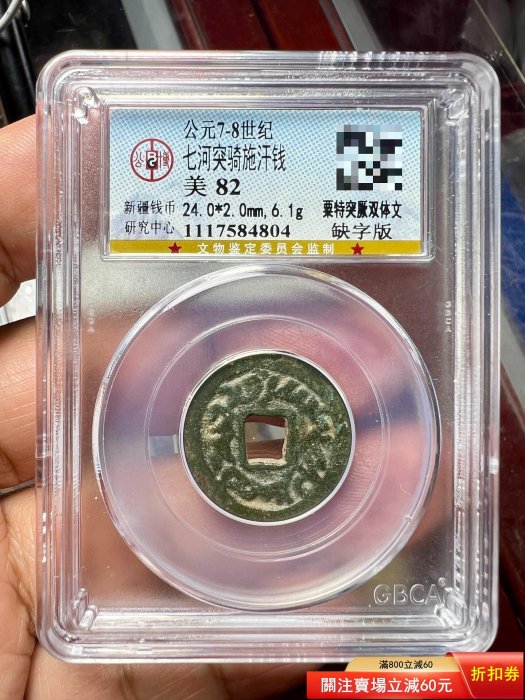 公元7-8世纪
七河突骑施汗钱
美 82
新疆钱币
研究中心
24.0*2.0mm,6.1g
1117584804
粟特突厥双体文
缺字版
公博
★ 文物鉴定委员会监制 ★
GBCA
滿800立減60
關注賣場立減60元
折扣券